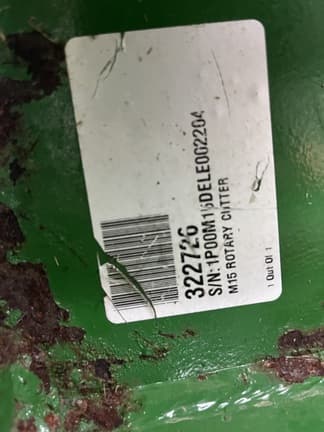 322726
S/N:1P00M15DELE002204
M15 ROTARY CUTTER
1 Out Of 1